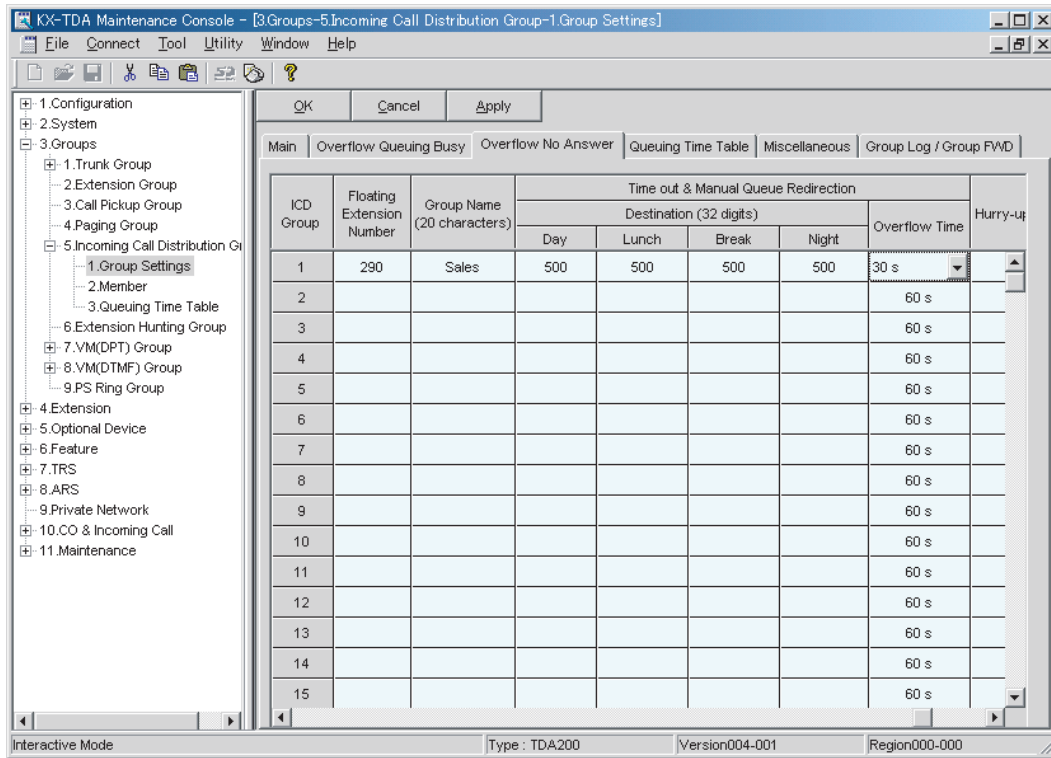 KX-TDA Maintenance Console - [3.Groups-5.Incoming Call Distribution Group-1.Group Settings]
File Connect Tool Utility Window Help
1.Configuration
2.System
3.Groups
1.Trunk Group
2.Extension Group
3.Call Pickup Group
4.Paging Group
5.Incoming Call Distribution Gr
1.Group Settings
2.Member
3.Queuing Time Table
6.Extension Hunting Group
7.VM(DPT) Group
8.VM(DTMF) Group
9.PS Ring Group
4.Extension
5.Optional Device
6.Feature
7.TRS
8.ARS
9.Private Network
10.CO & Incoming Call
11.Maintenance
OK Cancel Apply
Main Overflow Queuing Busy Overflow No Answer Queuing Time Table Miscellaneous Group Log / Group FWD
ICD Group
Floating Extension Number
Group Name (20 characters)
Time out & Manual Queue Redirection
Destination (32 digits)
Day Lunch Break Night
Overflow Time
Hurry-up
1 290 Sales 500 500 500 500 30 s
2 60 s
3 60 s
4 60 s
5 60 s
6 60 s
7 60 s
8 60 s
9 60 s
10 60 s
11 60 s
12 60 s
13 60 s
14 60 s
15 60 s
Interactive Mode Type : TDA200 Version004-001 Region000-000